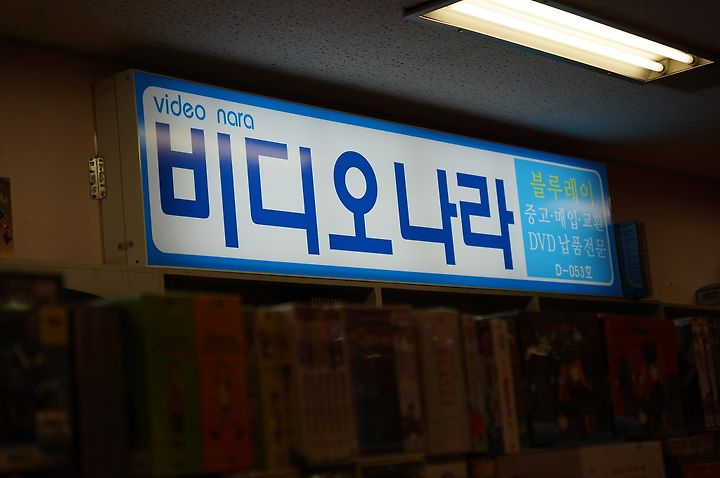 video nara
비디오나라
블루레이
중고·매입·교환
DVD 납품전문
D-053호